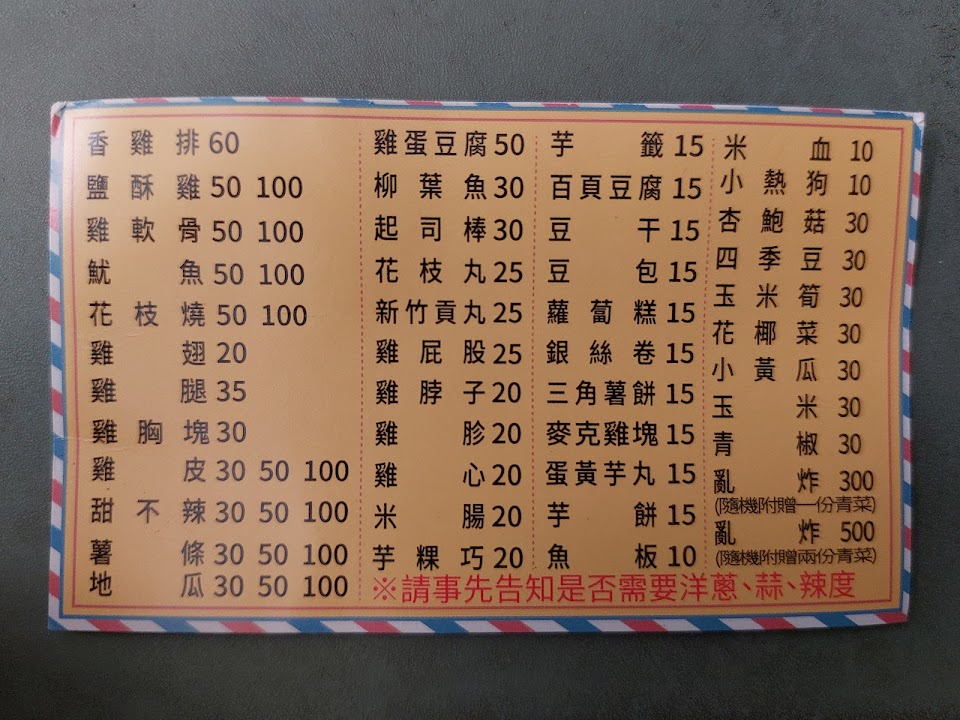 香雞排 60
鹽酥雞 50 100
雞軟骨 50 100
魷魚 50 100
花枝燒 50 100
雞翅 20
雞腿 35
雞胸塊 30
雞皮 30 50 100
甜不辣 30 50 100
薯條 30 50 100
地瓜 30 50 100
雞蛋豆腐 50
柳葉魚 30
起司棒 30
花枝丸 25
新竹貢丸 25
雞屁股 25
雞脖子 20
雞胗 20
雞心 20
米腸 20
芋粿巧 20
芋籤 15
百頁豆腐 15
豆干 15
豆包 15
蘿蔔糕 15
銀絲卷 15
三角薯餅 15
麥克雞塊 15
蛋黃芋丸 15
芋餅 15
魚板 10
米血 10
小熱狗 10
杏鮑菇 30
四季豆 30
玉米筍 30
花椰菜 30
小黃瓜 30
玉米 30
青椒 30
亂炸 300
(隨機附贈一份青菜)
亂炸 500
(隨機附贈兩份青菜)
※請事先告知是否需要洋蔥、蒜、辣度